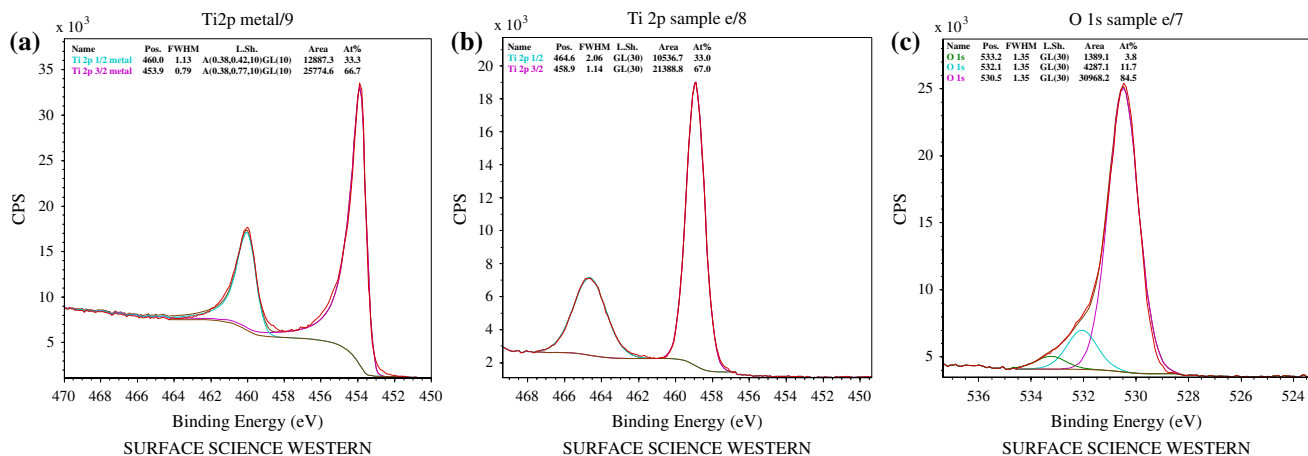 Ti2p metal/9
x 10³
(a)
Name Pos. FWHM L.Sh. Area At%
Ti 2p 1/2 metal 460.0 1.13 A(0.38,0.42,10)GL(10) 12887.3 33.3
Ti 2p 3/2 metal 453.9 0.79 A(0.38,0.77,10)GL(10) 25774.6 66.7
35
30
25
20
15
10
5
CPS
470 468 466 464 462 460 458 456 454 452 450
Binding Energy (eV)
SURFACE SCIENCE WESTERN
Ti 2p sample e/8
x 10³
(b)
Name Pos. FWHM L.Sh. Area At%
Ti 2p 1/2 464.6 2.06 GL(30) 10536.7 33.0
Ti 2p 3/2 458.9 1.14 GL(30) 21388.8 67.0
20
18
16
14
12
10
8
6
4
2
CPS
468 466 464 462 460 458 456 454 452 450
Binding Energy (eV)
SURFACE SCIENCE WESTERN
O 1s sample e/7
x 10³
(c)
Name Pos. FWHM L.Sh. Area At%
O 1s 533.2 1.35 GL(30) 1389.1 3.8
O 1s 532.1 1.35 GL(30) 4287.1 11.7
O 1s 530.5 1.35 GL(30) 30968.2 84.5
25
20
15
10
5
CPS
536 534 532 530 528 526 524
Binding Energy (eV)
SURFACE SCIENCE WESTERN